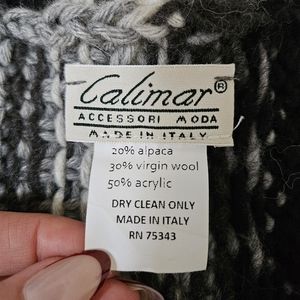 Calimar®
ACCESSORI MODA
MADE IN ITALY
20% alpaca
30% virgin wool
50% acrylic
DRY CLEAN ONLY
MADE IN ITALY
RN 75343